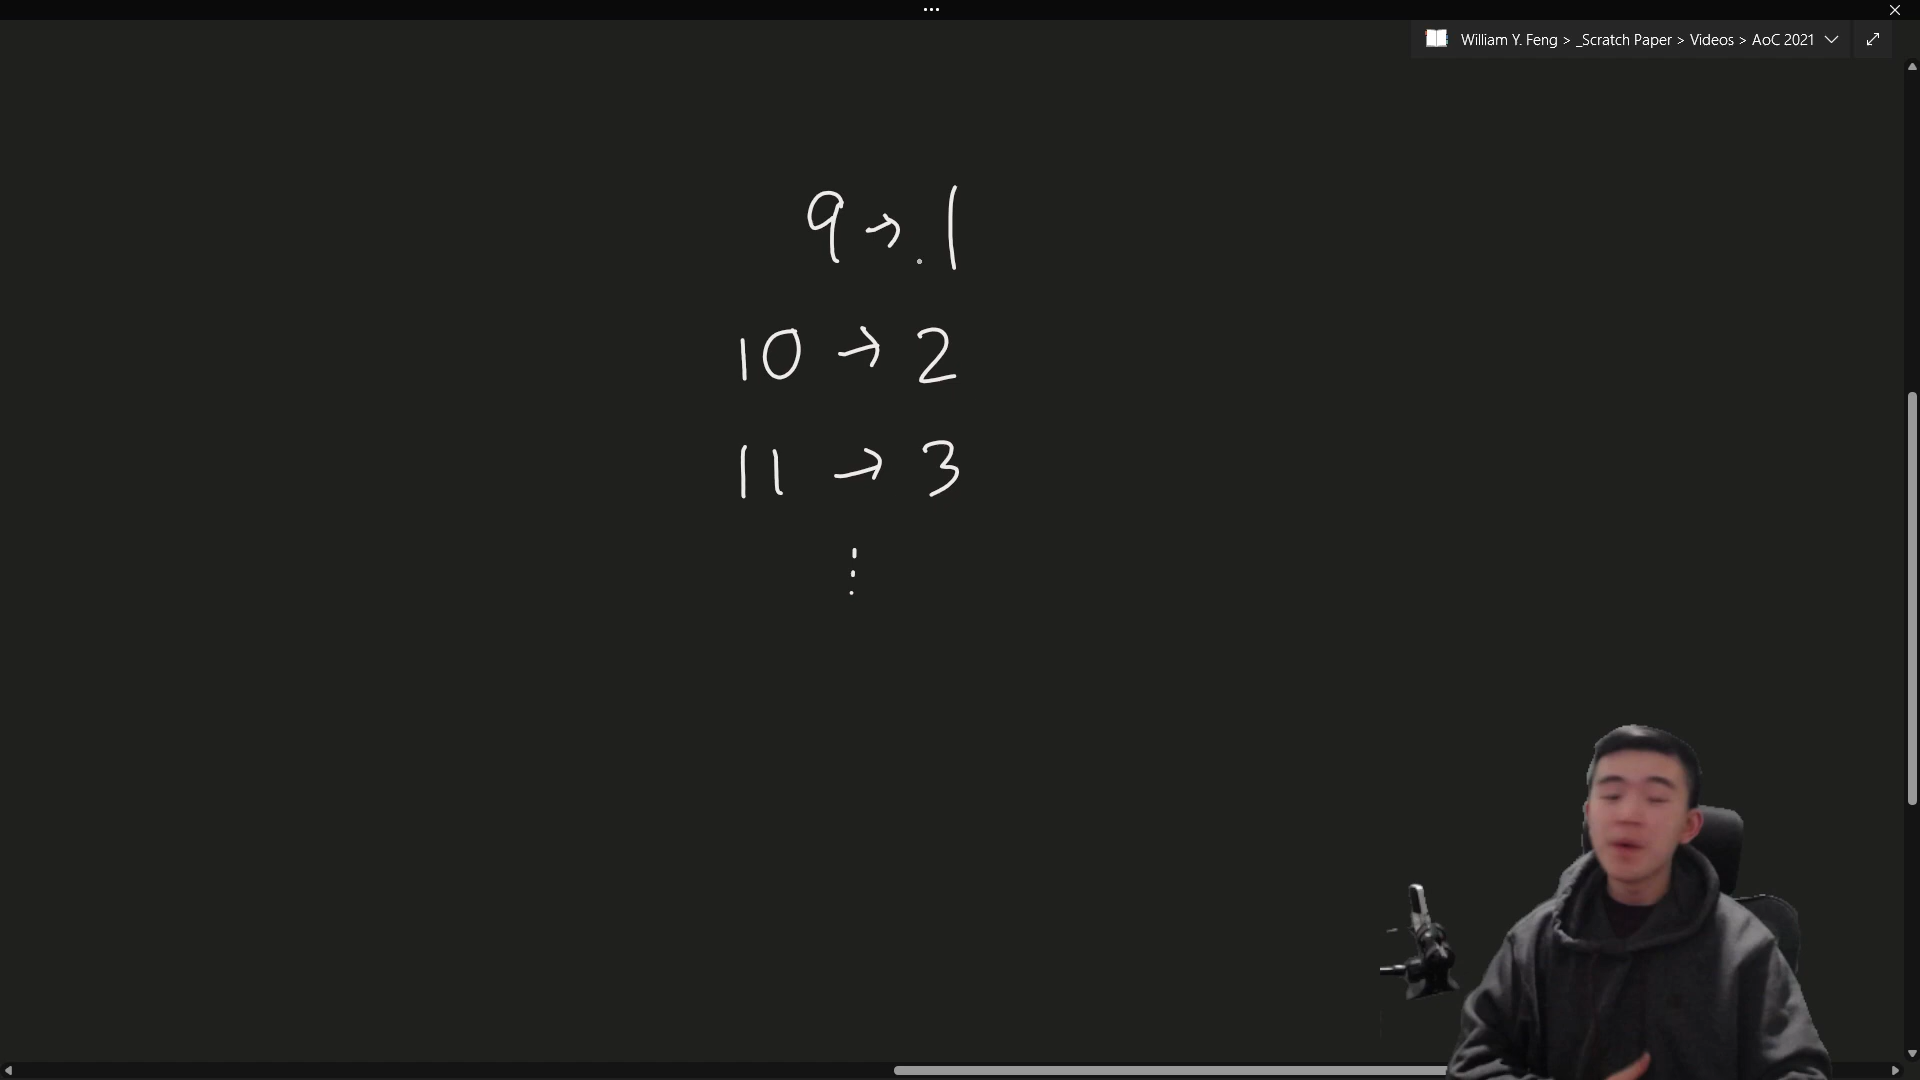 ...
William Y. Feng > _Scratch Paper > Videos > AoC 2021
9 → 1
10 → 2
11 → 3
⋮